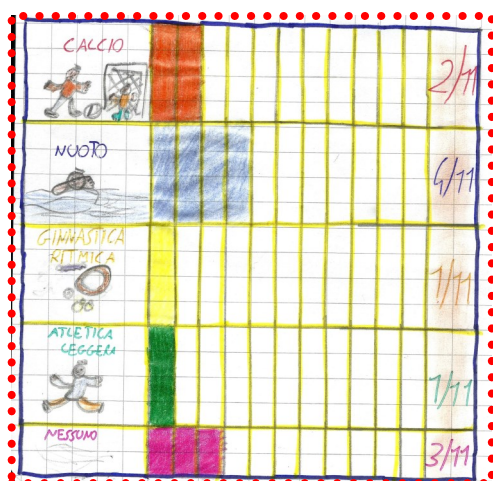 CALCIO
2/11
NUOTO
4/11
GINNASTICA
RITMICA
1/11
ATLETICA
LEGGERA
1/11
NESSUNO
3/11